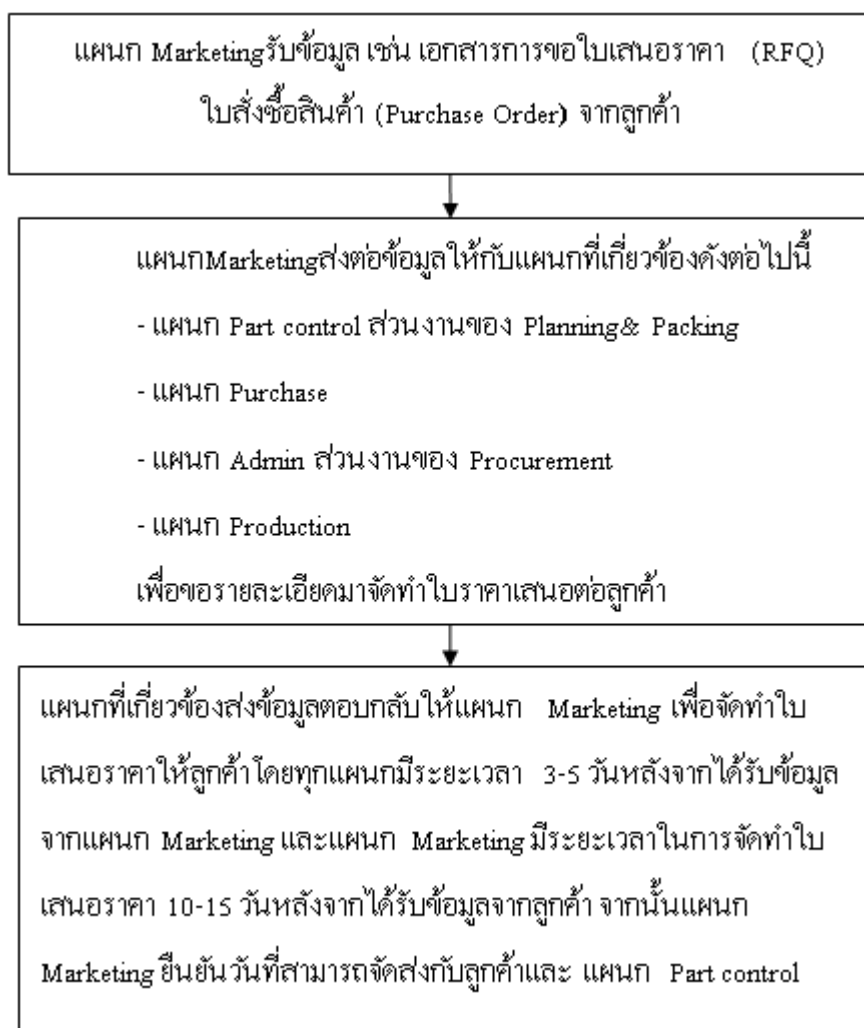 แผนก Marketingรับข้อมูล เช่น เอกสารการขอใบเสนอราคา (RFQ)
ใบสั่งซื้อสินค้า (Purchase Order) จากลูกค้า
แผนกMarketingส่งต่อข้อมูลให้กับแผนกที่เกี่ยวข้องดังต่อไปนี้
- แผนก Part control ส่วนงานของ Planning& Packing
- แผนก Purchase
- แผนก Admin ส่วนงานของ Procurement
- แผนก Production
เพื่อขอรายละเอียดมาจัดทำใบราคาเสนอต่อลูกค้า
แผนกที่เกี่ยวข้องส่งข้อมูลตอบกลับให้แผนก Marketing เพื่อจัดทำใบ
เสนอราคาให้ลูกค้าโดยทุกแผนกมีระยะเวลา 3-5 วันหลังจากได้รับข้อมูล
จากแผนก Marketing และแผนก Marketing มีระยะเวลาในการจัดทำใบ
เสนอราคา 10-15 วันหลังจากได้รับข้อมูลจากลูกค้า จากนั้นแผนก
Marketing ยืนยันวันที่สามารถจัดส่งกับลูกค้าและ แผนก Part control